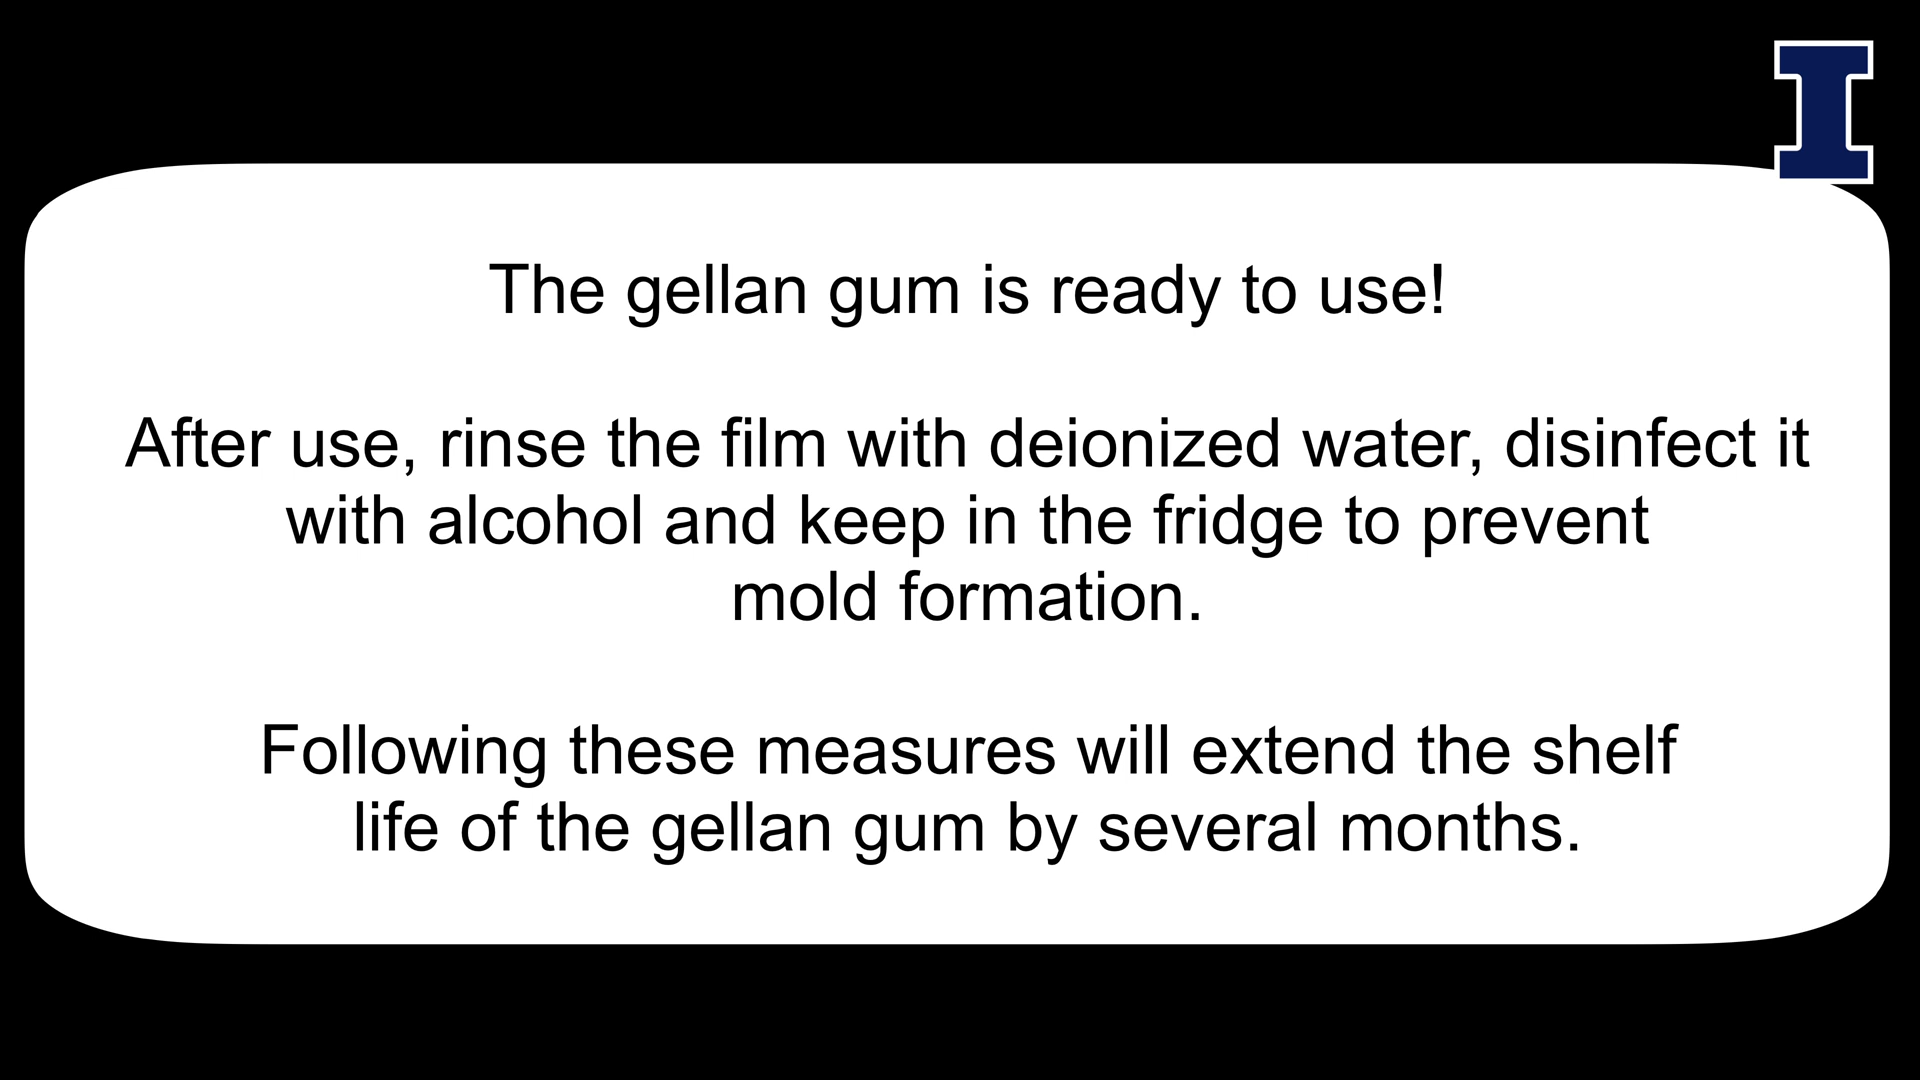 I
The gellan gum is ready to use!
After use, rinse the film with deionized water, disinfect it
with alcohol and keep in the fridge to prevent
mold formation.
Following these measures will extend the shelf
life of the gellan gum by several months.